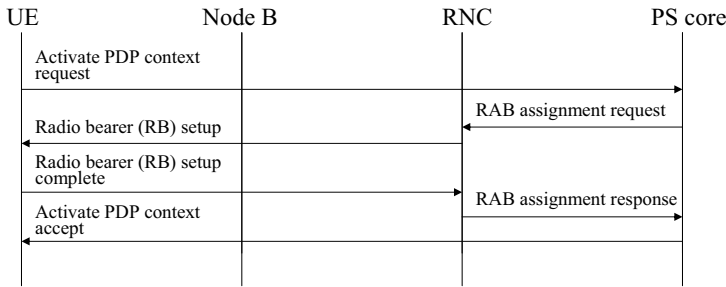 UE Node B RNC PS core
Activate PDP context
request
RAB assignment request
Radio bearer (RB) setup
Radio bearer (RB) setup
complete
RAB assignment response
Activate PDP context
accept